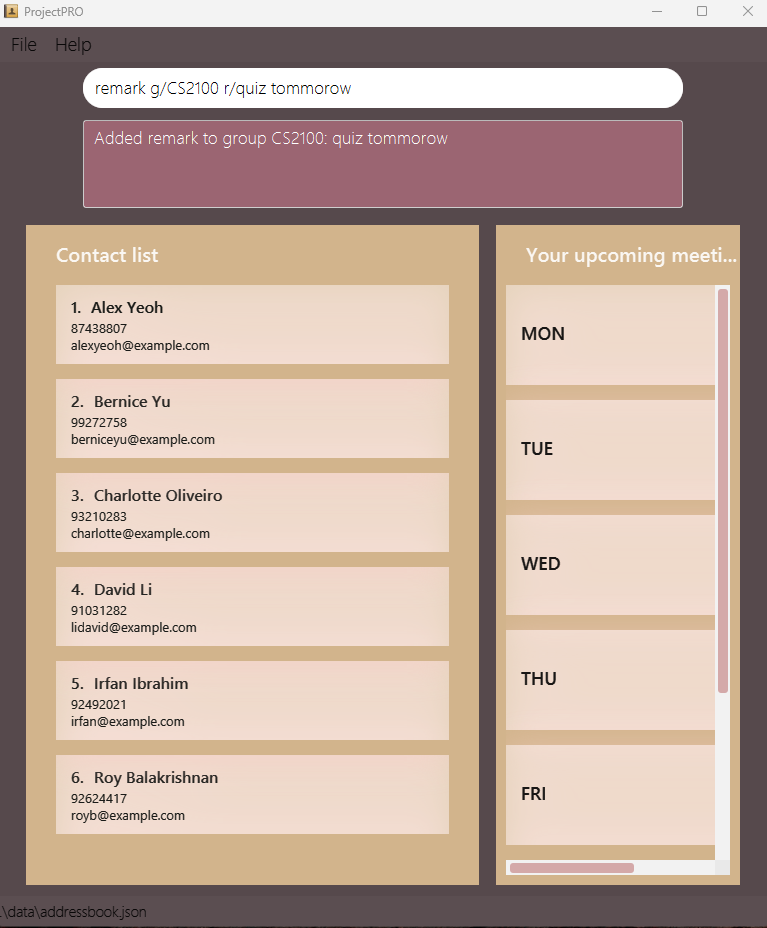 ProjectPRO
File Help
remark g/CS2100 r/quiz tommorow
Added remark to group CS2100: quiz tommorow
Contact list
1. Alex Yeoh
87438807
alexyeoh@example.com
2. Bernice Yu
99272758
berniceyu@example.com
3. Charlotte Oliveiro
93210283
charlotte@example.com
4. David Li
91031282
lidavid@example.com
5. Irfan Ibrahim
92492021
irfan@example.com
6. Roy Balakrishnan
92624417
royb@example.com
Your upcoming meeti...
MON
TUE
WED
THU
FRI
.\data\addressbook.json